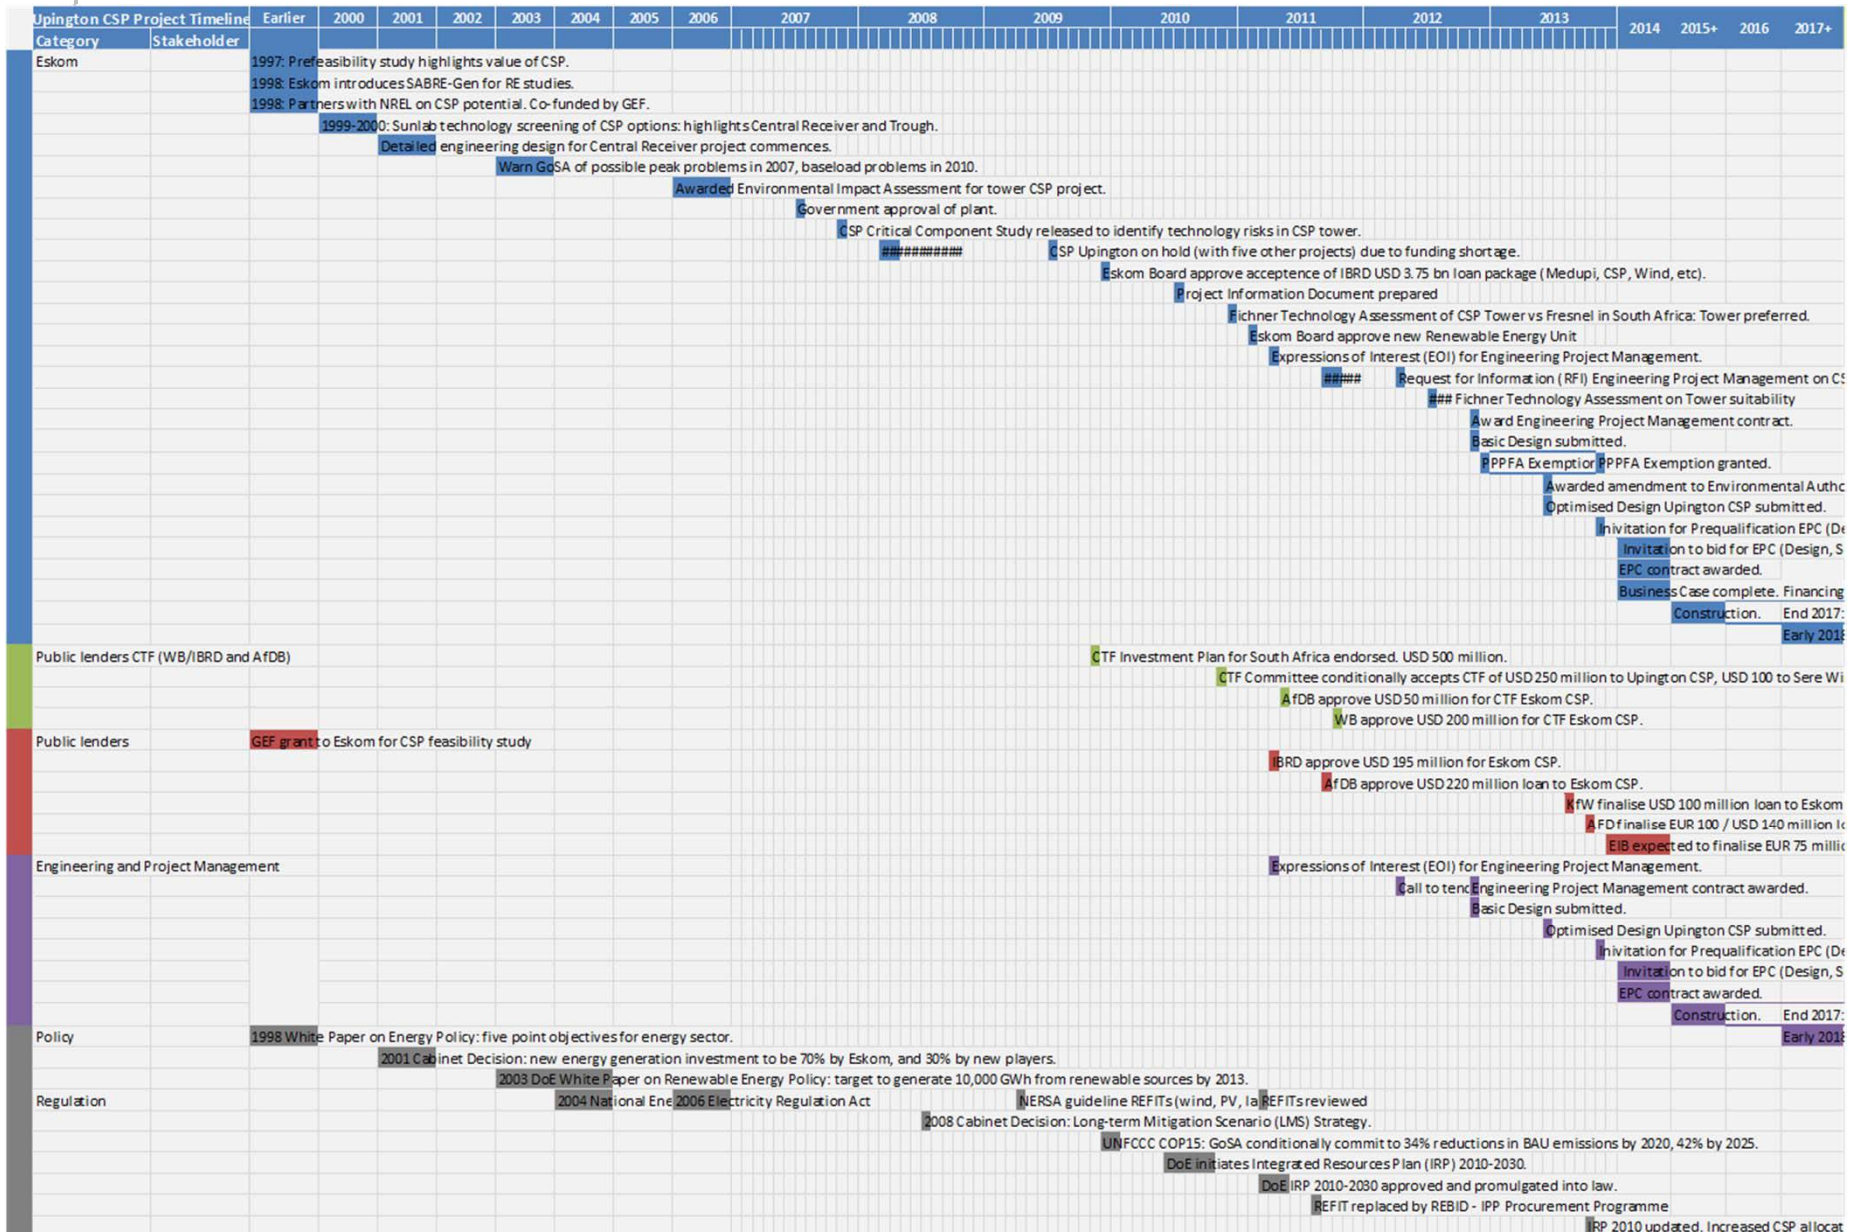 Upington CSP Project Timeline Earlier 2000 2001 2002 2003 2004 2005 2006 2007 2008 2009 2010 2011 2012 2013 2014 2015+ 2016 2017+
Category Stakeholder
Eskom 1997: Prefeasibility study highlights value of CSP.
1998: Eskom introduces SABRE-Gen for RE studies.
1998: Partners with NREL on CSP potential. Co-funded by GEF.
1999-2000: Sunlab technology screening of CSP options: highlights Central Receiver and Trough.
Detailed engineering design for Central Receiver project commences.
Warn GoSA of possible peak problems in 2007, baseload problems in 2010.
Awarded Environmental Impact Assessment for tower CSP project.
Government approval of plant.
CSP Critical Component Study released to identify technology risks in CSP tower.
########### CSP Upington on hold (with five other projects) due to funding shortage.
Eskom Board approve acceptence of IBRD USD 3.75 bn loan package (Medupi, CSP, Wind, etc).
Project Information Document prepared
Fichner Technology Assessment of CSP Tower vs Fresnel in South Africa: Tower preferred.
Eskom Board approve new Renewable Energy Unit
Expressions of Interest (EOI) for Engineering Project Management.
##### Request for Information (RFI) Engineering Project Management on CS
### Fichner Technology Assessment on Tower suitability
Award Engineering Project Management contract.
Basic Design submitted.
PPPFA Exemption PPPFA Exemption granted.
Awarded amendment to Environmental Autho
Optimised Design Upington CSP submitted.
Inivitation for Prequalification EPC (De
Invitation to bid for EPC (Design, S
EPC contract awarded.
Business Case complete. Financing
Construction. End 2017:
Early 2018
Public lenders CTF (WB/IBRD and AfDB) CTF Investment Plan for South Africa endorsed. USD 500 million.
CTF Committee conditionally accepts CTF of USD 250 million to Upington CSP, USD 100 to Sere Wi
AfDB approve USD 50 million for CTF Eskom CSP.
WB approve USD 200 million for CTF Eskom CSP.
Public lenders GEF grant to Eskom for CSP feasibility study
IBRD approve USD 195 million for Eskom CSP.
AfDB approve USD 220 million loan to Eskom CSP.
KfW finalise USD 100 million loan to Eskom
AFD finalise EUR 100 / USD 140 million lo
EIB expected to finalise EUR 75 millio
Engineering and Project Management Expressions of Interest (EOI) for Engineering Project Management.
Call to tend Engineering Project Management contract awarded.
Basic Design submitted.
Optimised Design Upington CSP submitted.
Inivitation for Prequalification EPC (De
Invitation to bid for EPC (Design, S
EPC contract awarded.
Construction. End 2017:
Policy 1998 White Paper on Energy Policy: five point objectives for energy sector. Early 2018
2001 Cabinet Decision: new energy generation investment to be 70% by Eskom, and 30% by new players.
2003 DoE White Paper on Renewable Energy Policy: target to generate 10,000 GWh from renewable sources by 2013.
Regulation 2004 National Ene 2006 Electricity Regulation Act NERSA guideline REFITs (wind, PV, la REFITs reviewed
2008 Cabinet Decision: Long-term Mitigation Scenario (LMS) Strategy.
UNFCCC COP15: GoSA conditionally commit to 34% reductions in BAU emissions by 2020, 42% by 2025.
DoE initiates Integrated Resources Plan (IRP) 2010-2030.
DoE IRP 2010-2030 approved and promulgated into law.
REFIT replaced by REBID - IPP Procurement Programme
IRP 2010 updated. Increased CSP allocat